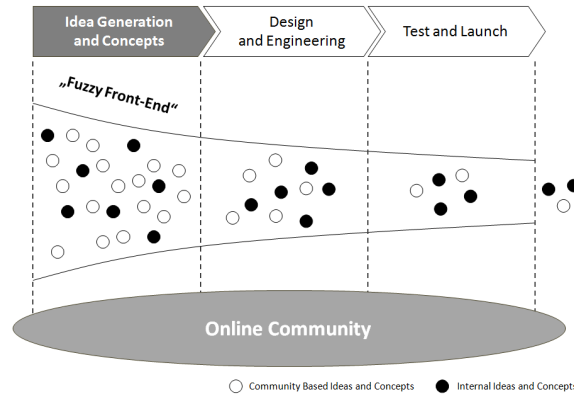 Idea Generation
and Concepts
Design
and Engineering
Test and Launch
„Fuzzy Front-End“
Online Community
Community Based Ideas and Concepts
Internal Ideas and Concepts